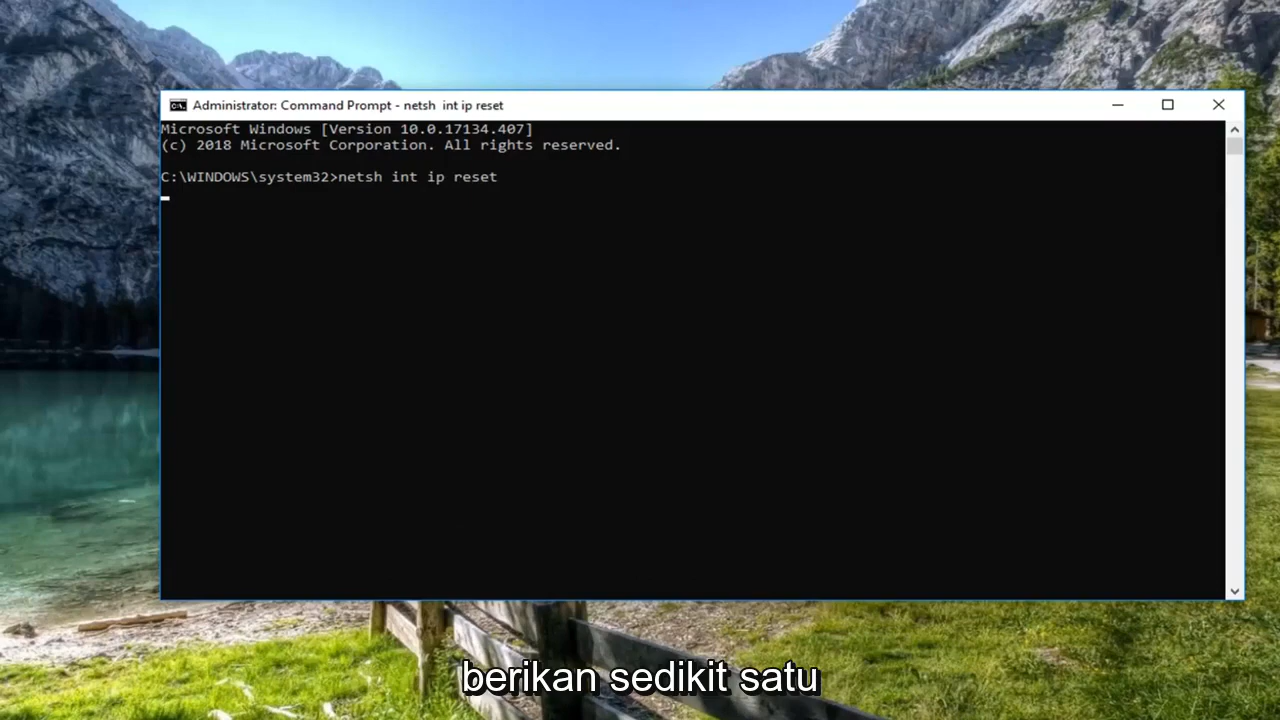 Administrator: Command Prompt - netsh  int ip reset
Microsoft Windows [Version 10.0.17134.407]
(c) 2018 Microsoft Corporation. All rights reserved.
C:\WINDOWS\system32>netsh int ip reset
berikan sedikit satu